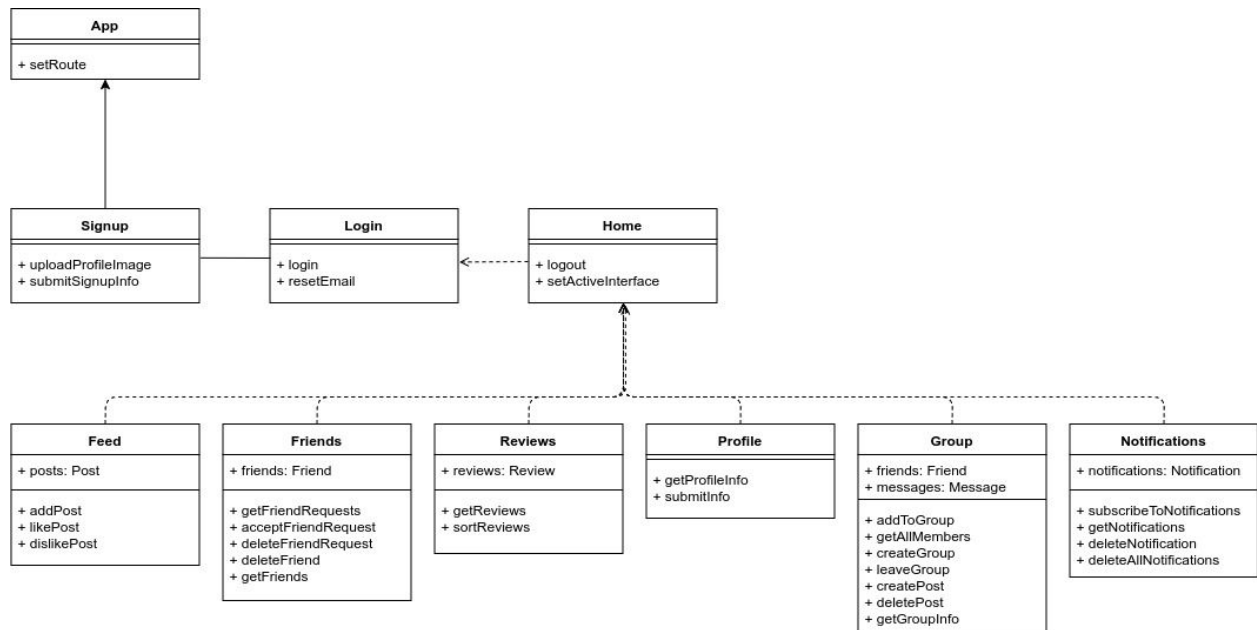 App
+ setRoute
Signup
+ uploadProfileImage
+ submitSignupInfo
Login
+ login
+ resetEmail
Home
+ logout
+ setActiveInterface
Feed
+ posts: Post
+ addPost
+ likePost
+ dislikePost
Friends
+ friends: Friend
+ getFriendRequests
+ acceptFriendRequest
+ deleteFriendRequest
+ deleteFriend
+ getFriends
Reviews
+ reviews: Review
+ getReviews
+ sortReviews
Profile
+ getProfileInfo
+ submitInfo
Group
+ friends: Friend
+ messages: Message
+ addToGroup
+ getAllMembers
+ createGroup
+ leaveGroup
+ createPost
+ deletePost
+ getGroupInfo
Notifications
+ notifications: Notification
+ subscribeToNotifications
+ getNotifications
+ deleteNotification
+ deleteAllNotifications